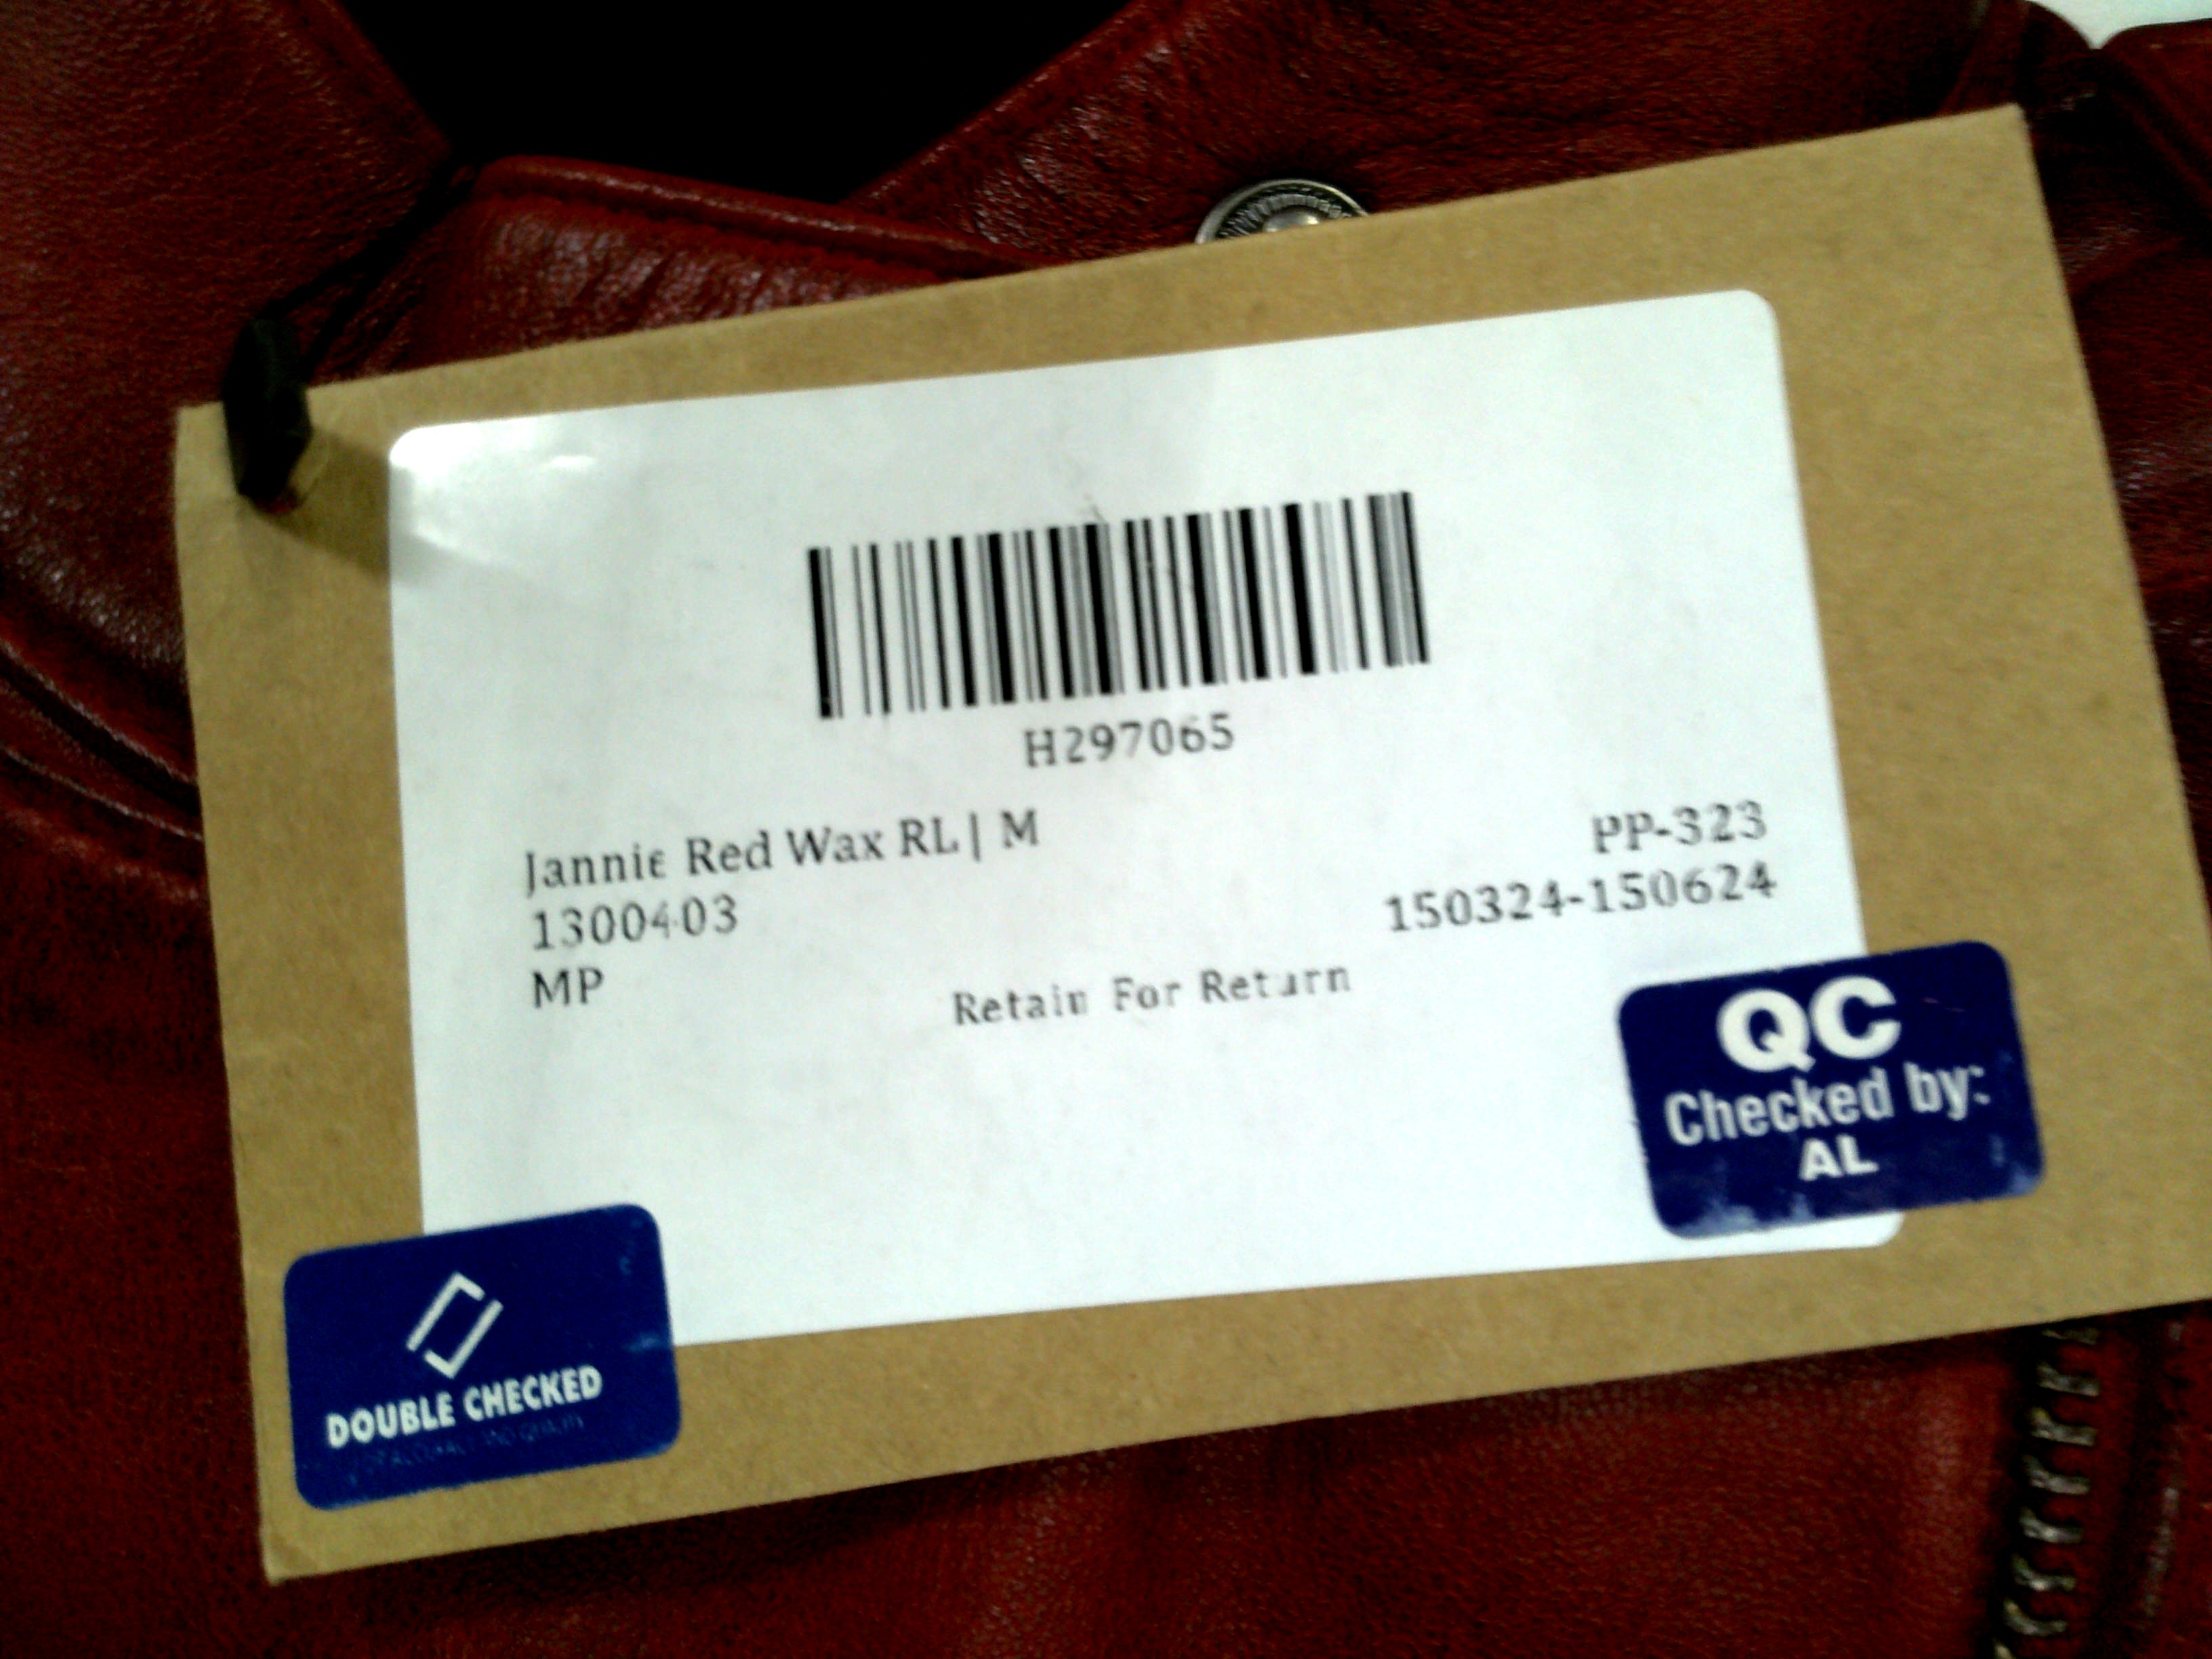 H297065
Jannie Red Wax RL | M
PP-323
1300403
150324-150624
MP
Retain For Return
QC
Checked by:
AL
DOUBLE CHECKED